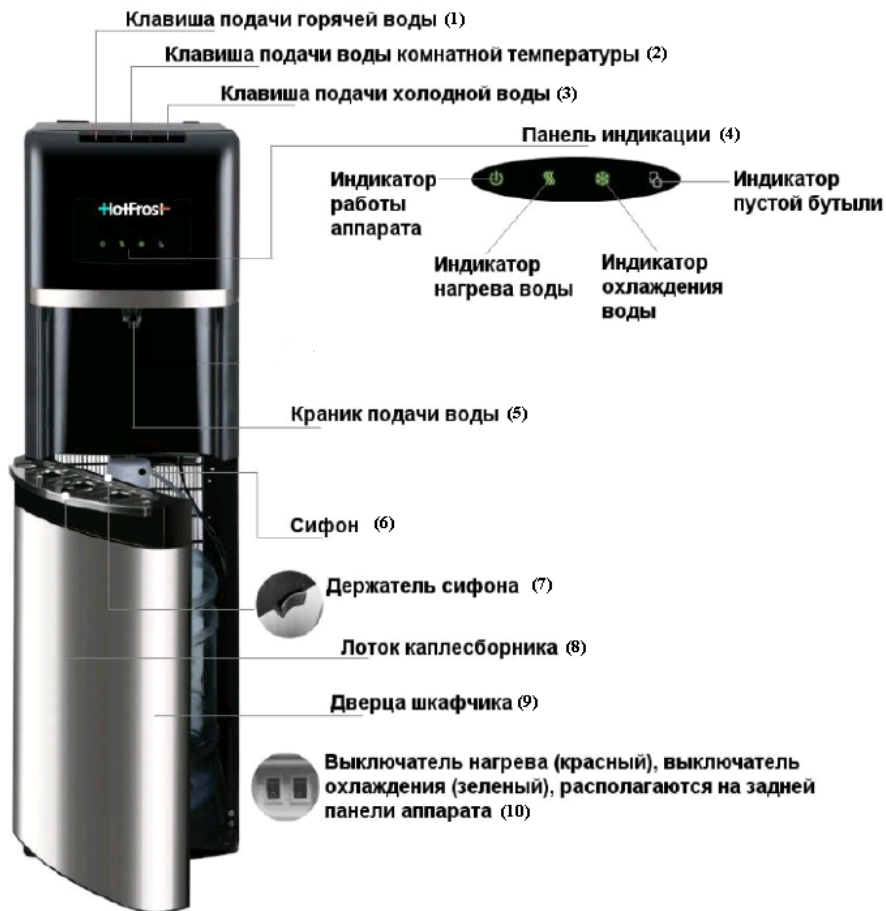 Клавиша подачи горячей воды (1)
Клавиша подачи воды комнатной температуры (2)
Клавиша подачи холодной воды (3)
Панель индикации (4)
Индикатор
работы
аппарата
Индикатор
пустой бутыли
Индикатор
нагрева воды
Индикатор
охлаждения
воды
HotFrost
Краник подачи воды (5)
Сифон (6)
Держатель сифона (7)
Лоток каплесборника (8)
Дверца шкафчика (9)
Выключатель нагрева (красный), выключатель
охлаждения (зеленый), располагаются на задней
панели аппарата (10)